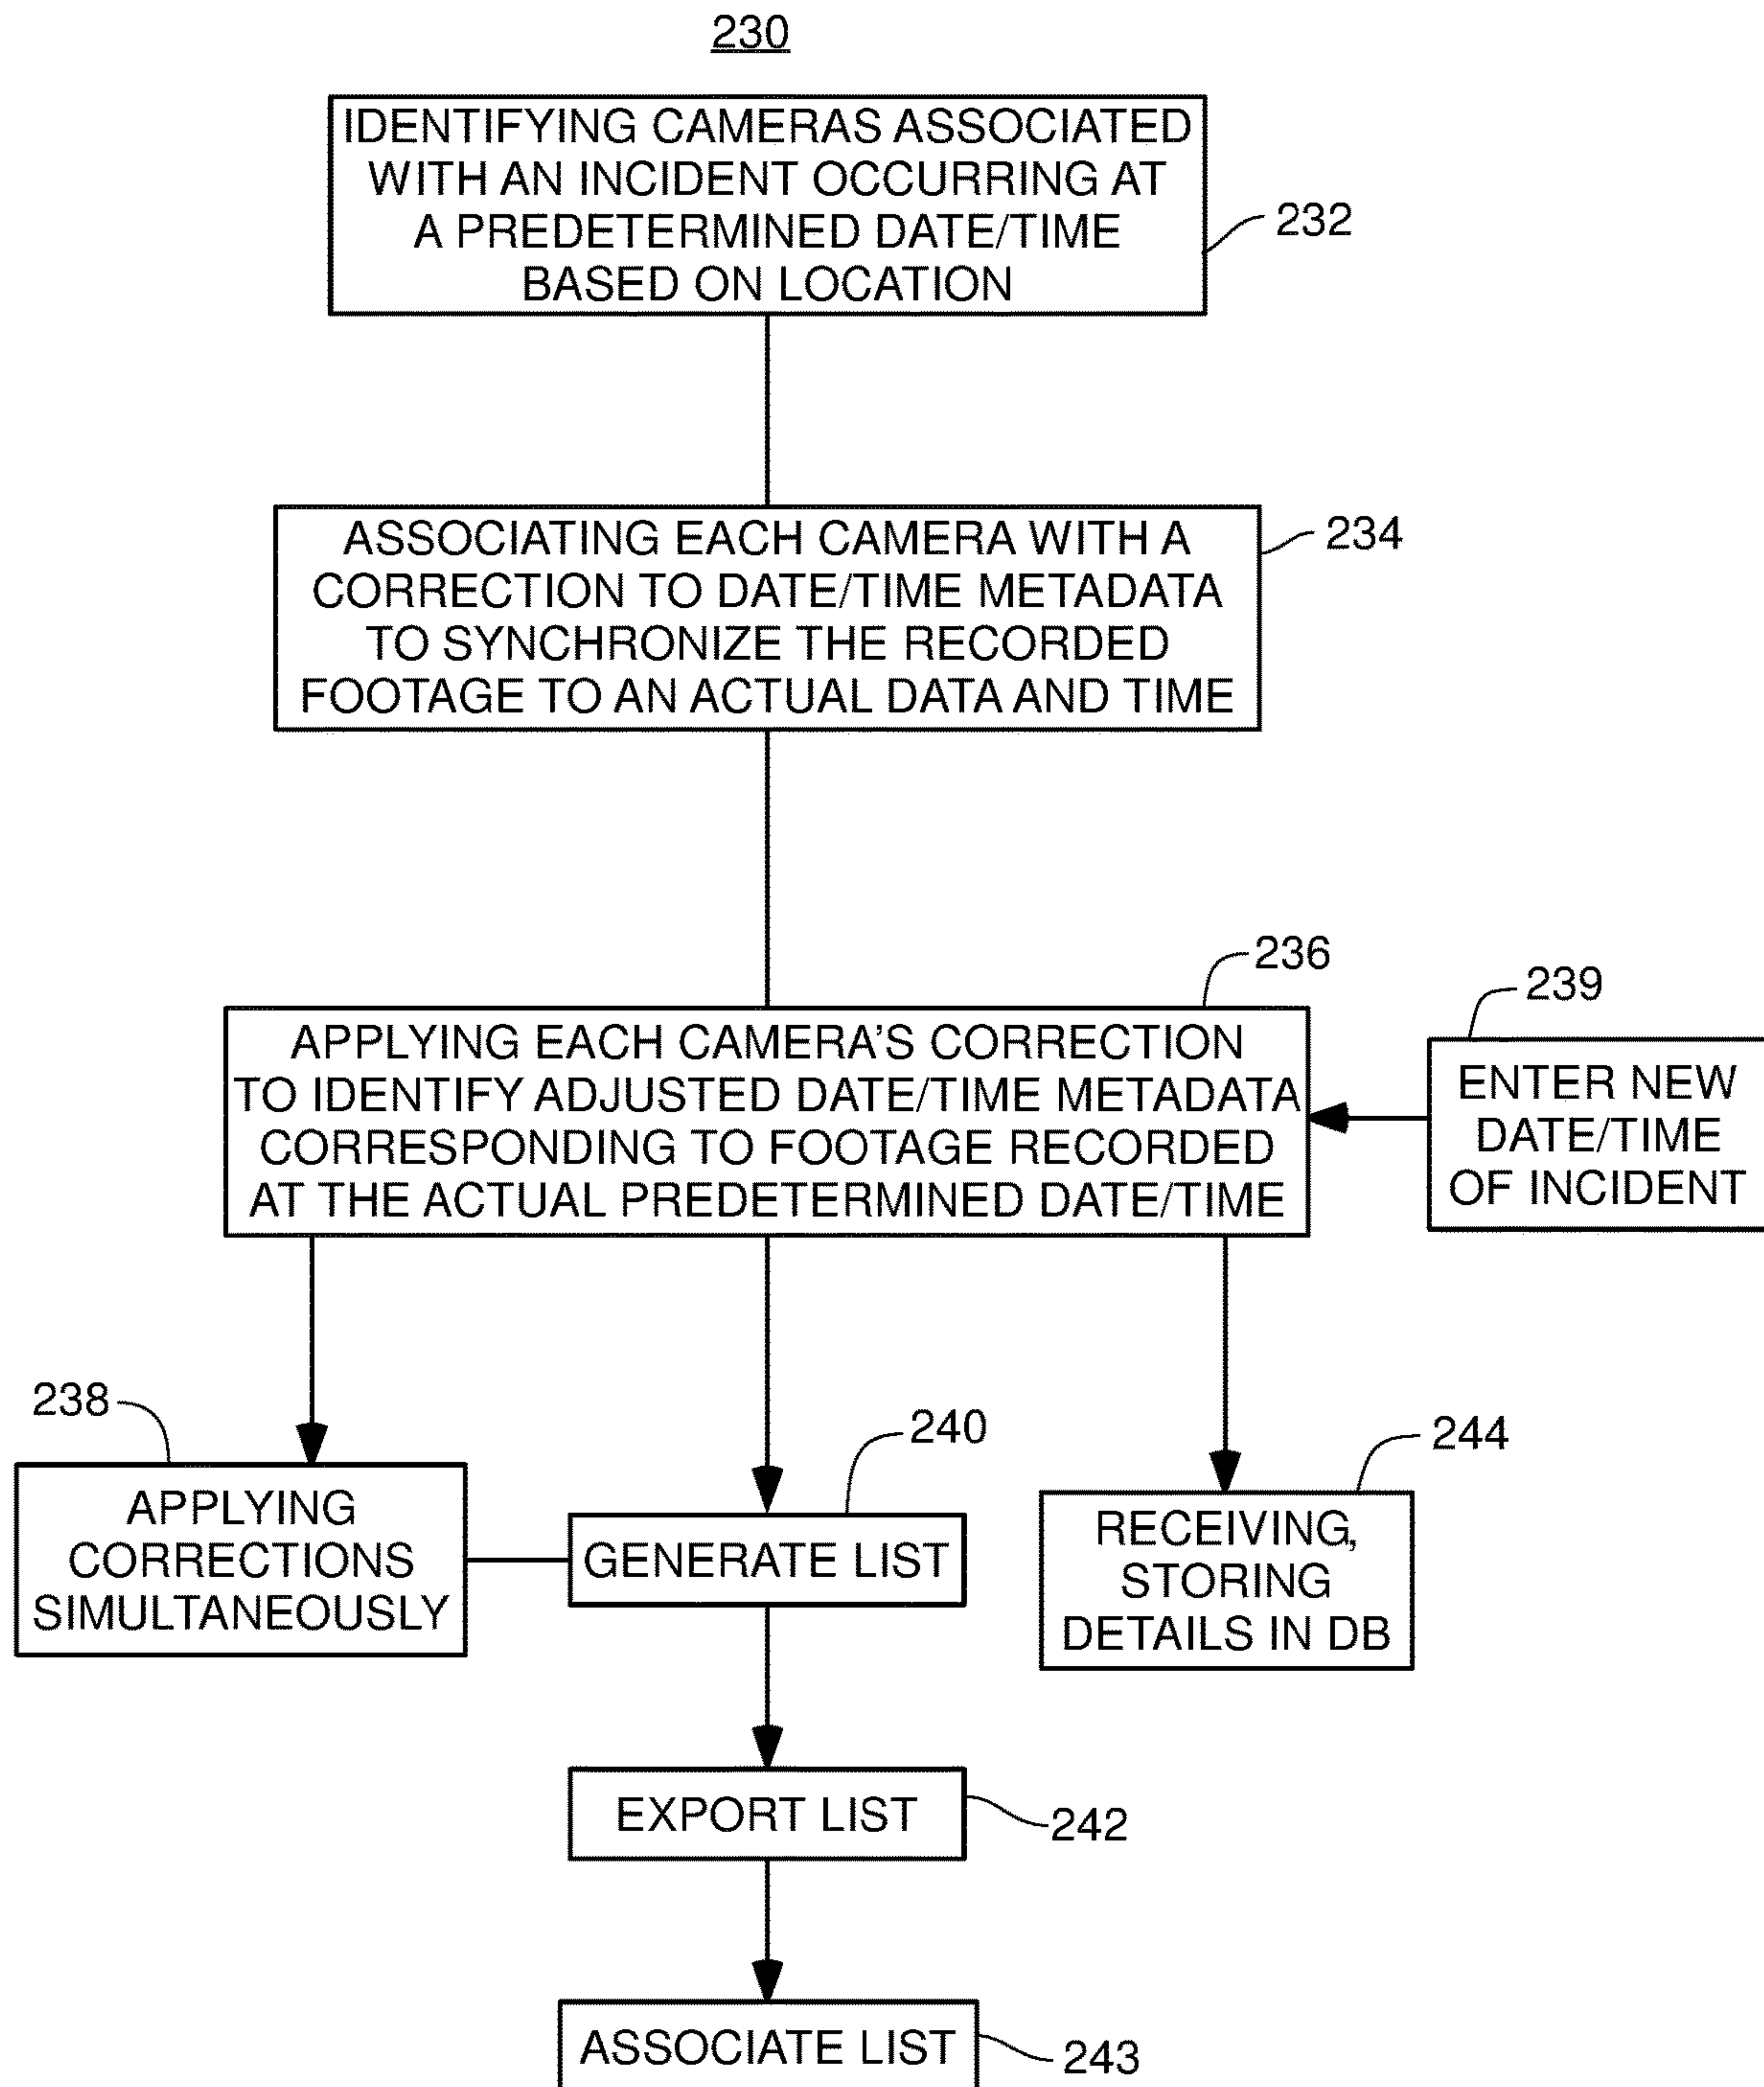 230
IDENTIFYING CAMERAS ASSOCIATED
WITH AN INCIDENT OCCURRING AT
A PREDETERMINED DATE/TIME
BASED ON LOCATION
232
ASSOCIATING EACH CAMERA WITH A
CORRECTION TO DATE/TIME METADATA
TO SYNCHRONIZE THE RECORDED
FOOTAGE TO AN ACTUAL DATA AND TIME
234
236
APPLYING EACH CAMERA'S CORRECTION
TO IDENTIFY ADJUSTED DATE/TIME METADATA
CORRESPONDING TO FOOTAGE RECORDED
AT THE ACTUAL PREDETERMINED DATE/TIME
239
ENTER NEW
DATE/TIME
OF INCIDENT
238
APPLYING
CORRECTIONS
SIMULTANEOUSLY
240
GENERATE LIST
244
RECEIVING,
STORING
DETAILS IN DB
EXPORT LIST
242
ASSOCIATE LIST
243